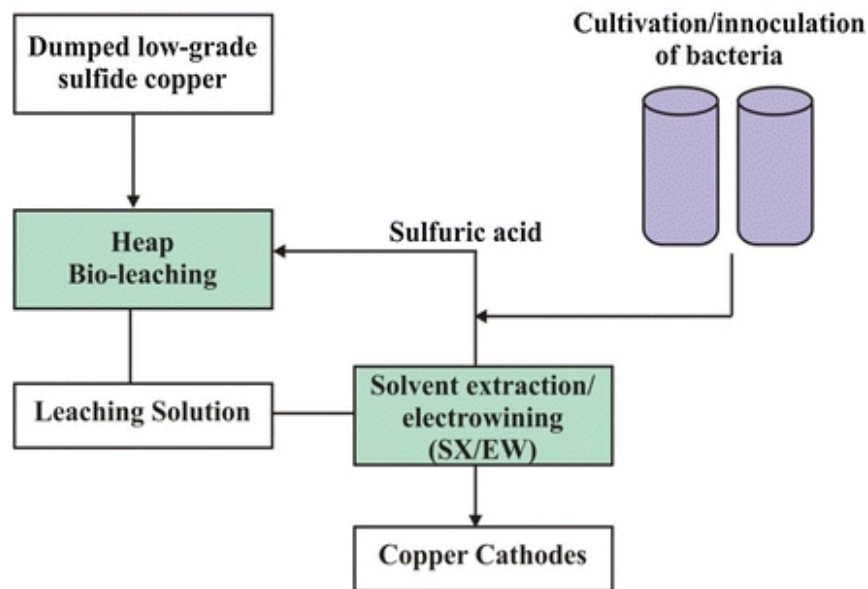 Dumped low-grade
sulfide copper
Cultivation/innoculation
of bacteria
Heap
Bio-leaching
Sulfuric acid
Leaching Solution
Solvent extraction/
electrowining
(SX/EW)
Copper Cathodes